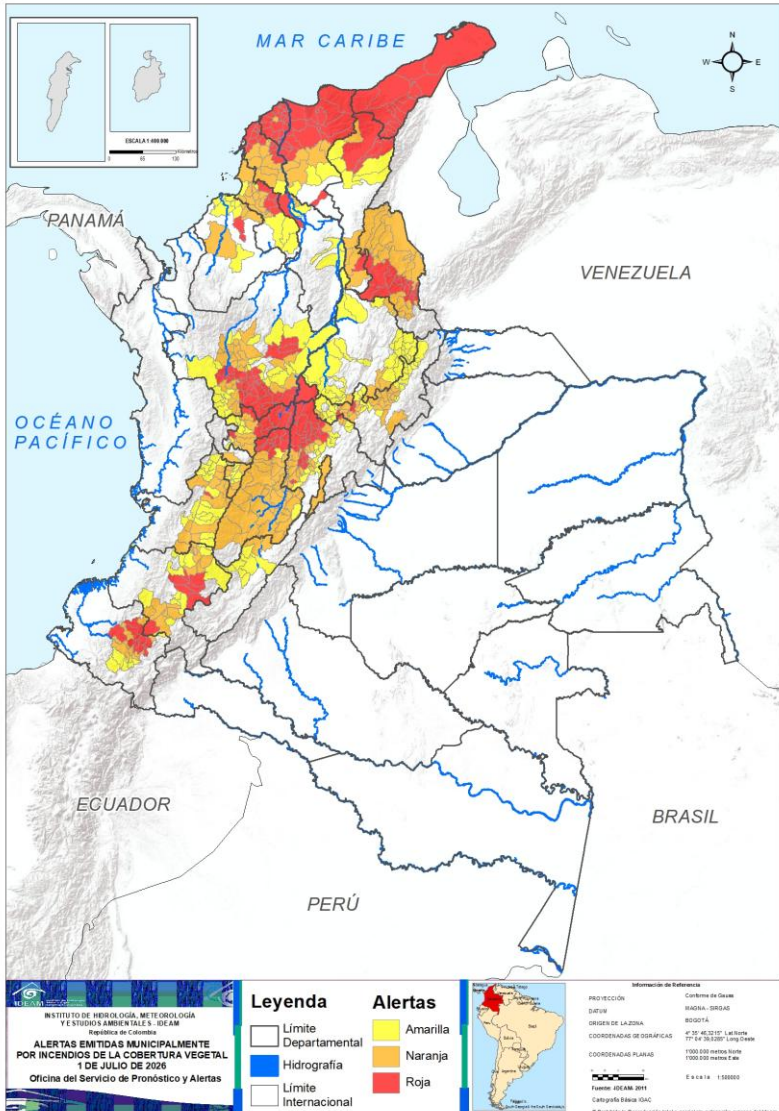 MAR CARIBE
N
W
E
S
ESCALA 1:400.000
PANAMÁ
VENEZUELA
OCÉANO
PACÍFICO
ECUADOR
BRASIL
PERÚ
IDEAM
INSTITUTO DE HIDROLOGÍA, METEOROLOGÍA
Y ESTUDIOS AMBIENTALES - IDEAM
República de Colombia
ALERTAS EMITIDAS MUNICIPALMENTE
POR INCENDIOS DE LA COBERTURA VEGETAL
1 DE JULIO DE 2026
Oficina del Servicio de Pronóstico y Alertas
Leyenda
Límite
Departamental
Hidrografía
Límite
Internacional
Alertas
Amarilla
Naranja
Roja
Información de Referencia
PROYECCIÓN Conforme de Gauss
DATUM MAGNA - SIRGAS
ORIGEN DE LA ZONA BOGOTÁ
COORDENADAS GEOGRÁFICAS
COORDENADAS PLANAS 1'000.000 metros Norte
1'000.000 metros Este
Fuente: IDEAM- 2011
Cartografía Básica IGAC